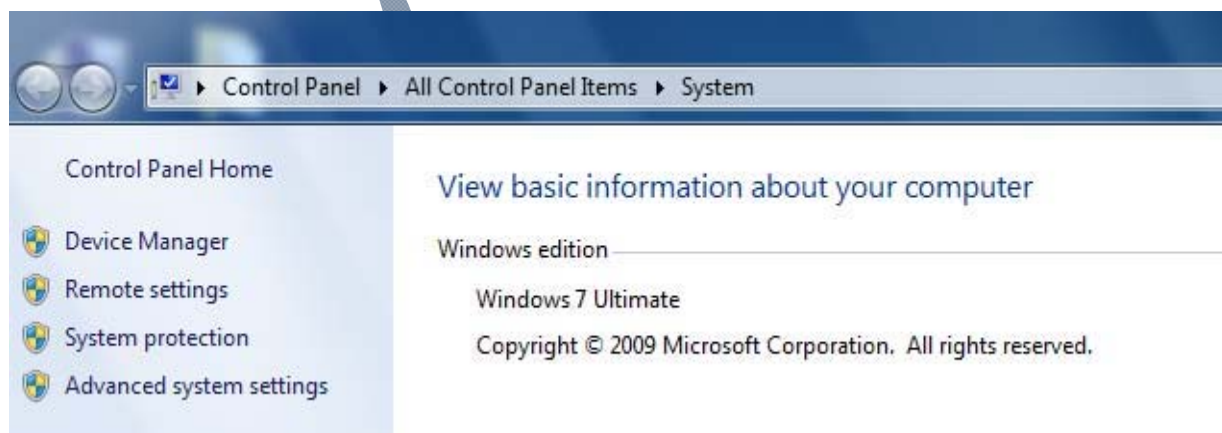 Control Panel ▸ All Control Panel Items ▸ System
Control Panel Home
Device Manager
Remote settings
System protection
Advanced system settings
View basic information about your computer
Windows edition
Windows 7 Ultimate
Copyright © 2009 Microsoft Corporation. All rights reserved.